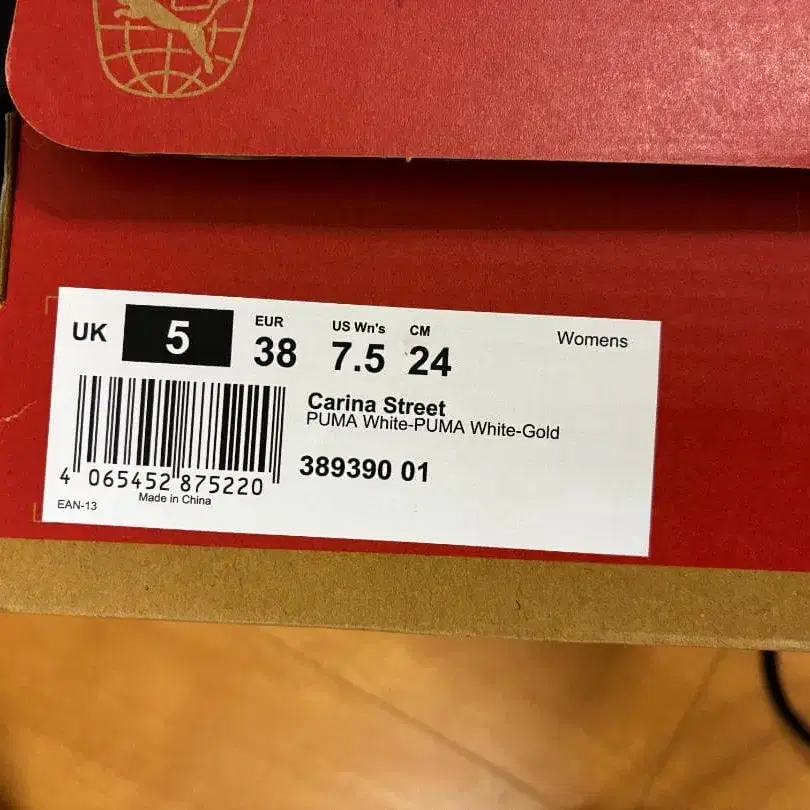 UK 5
EUR 38
US Wn's 7.5
CM 24
Womens
Carina Street
PUMA White-PUMA White-Gold
389390 01
4 065452 875220
Made in China
EAN-13